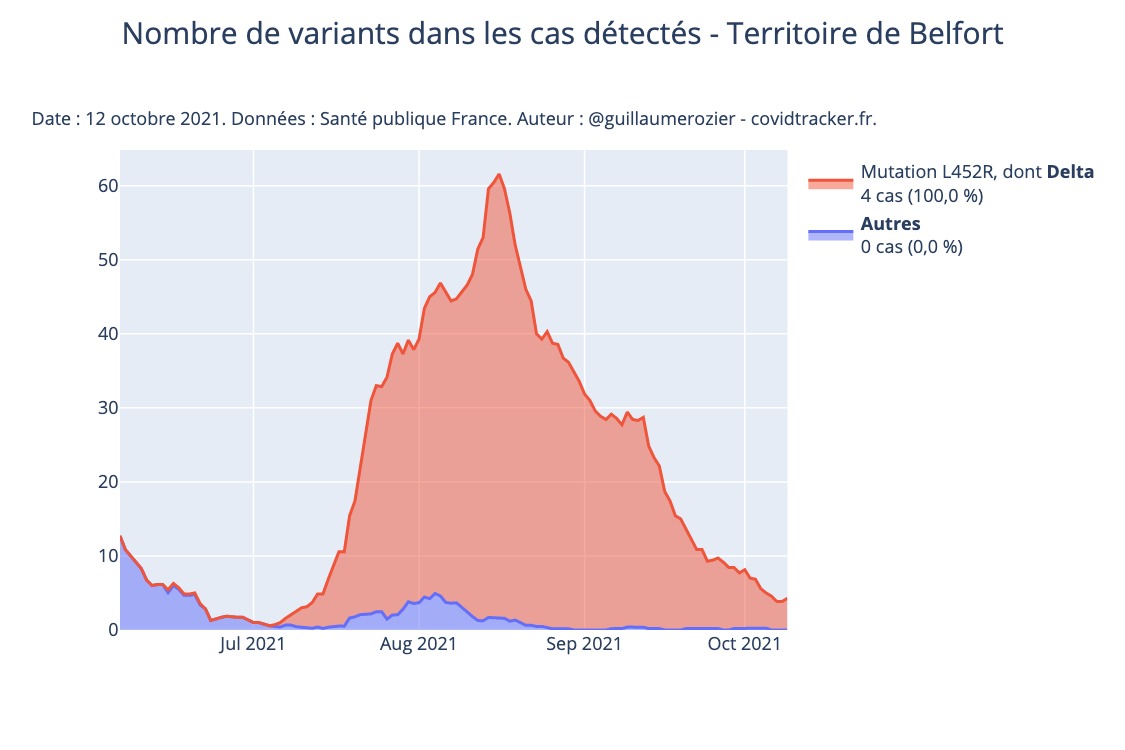 Nombre de variants dans les cas détectés - Territoire de Belfort
Date : 12 octobre 2021. Données : Santé publique France. Auteur : @guillaumerozier - covidtracker.fr.
Mutation L452R, dont Delta
4 cas (100,0 %)
Autres
0 cas (0,0 %)
60
50
40
30
20
10
0
Jul 2021
Aug 2021
Sep 2021
Oct 2021